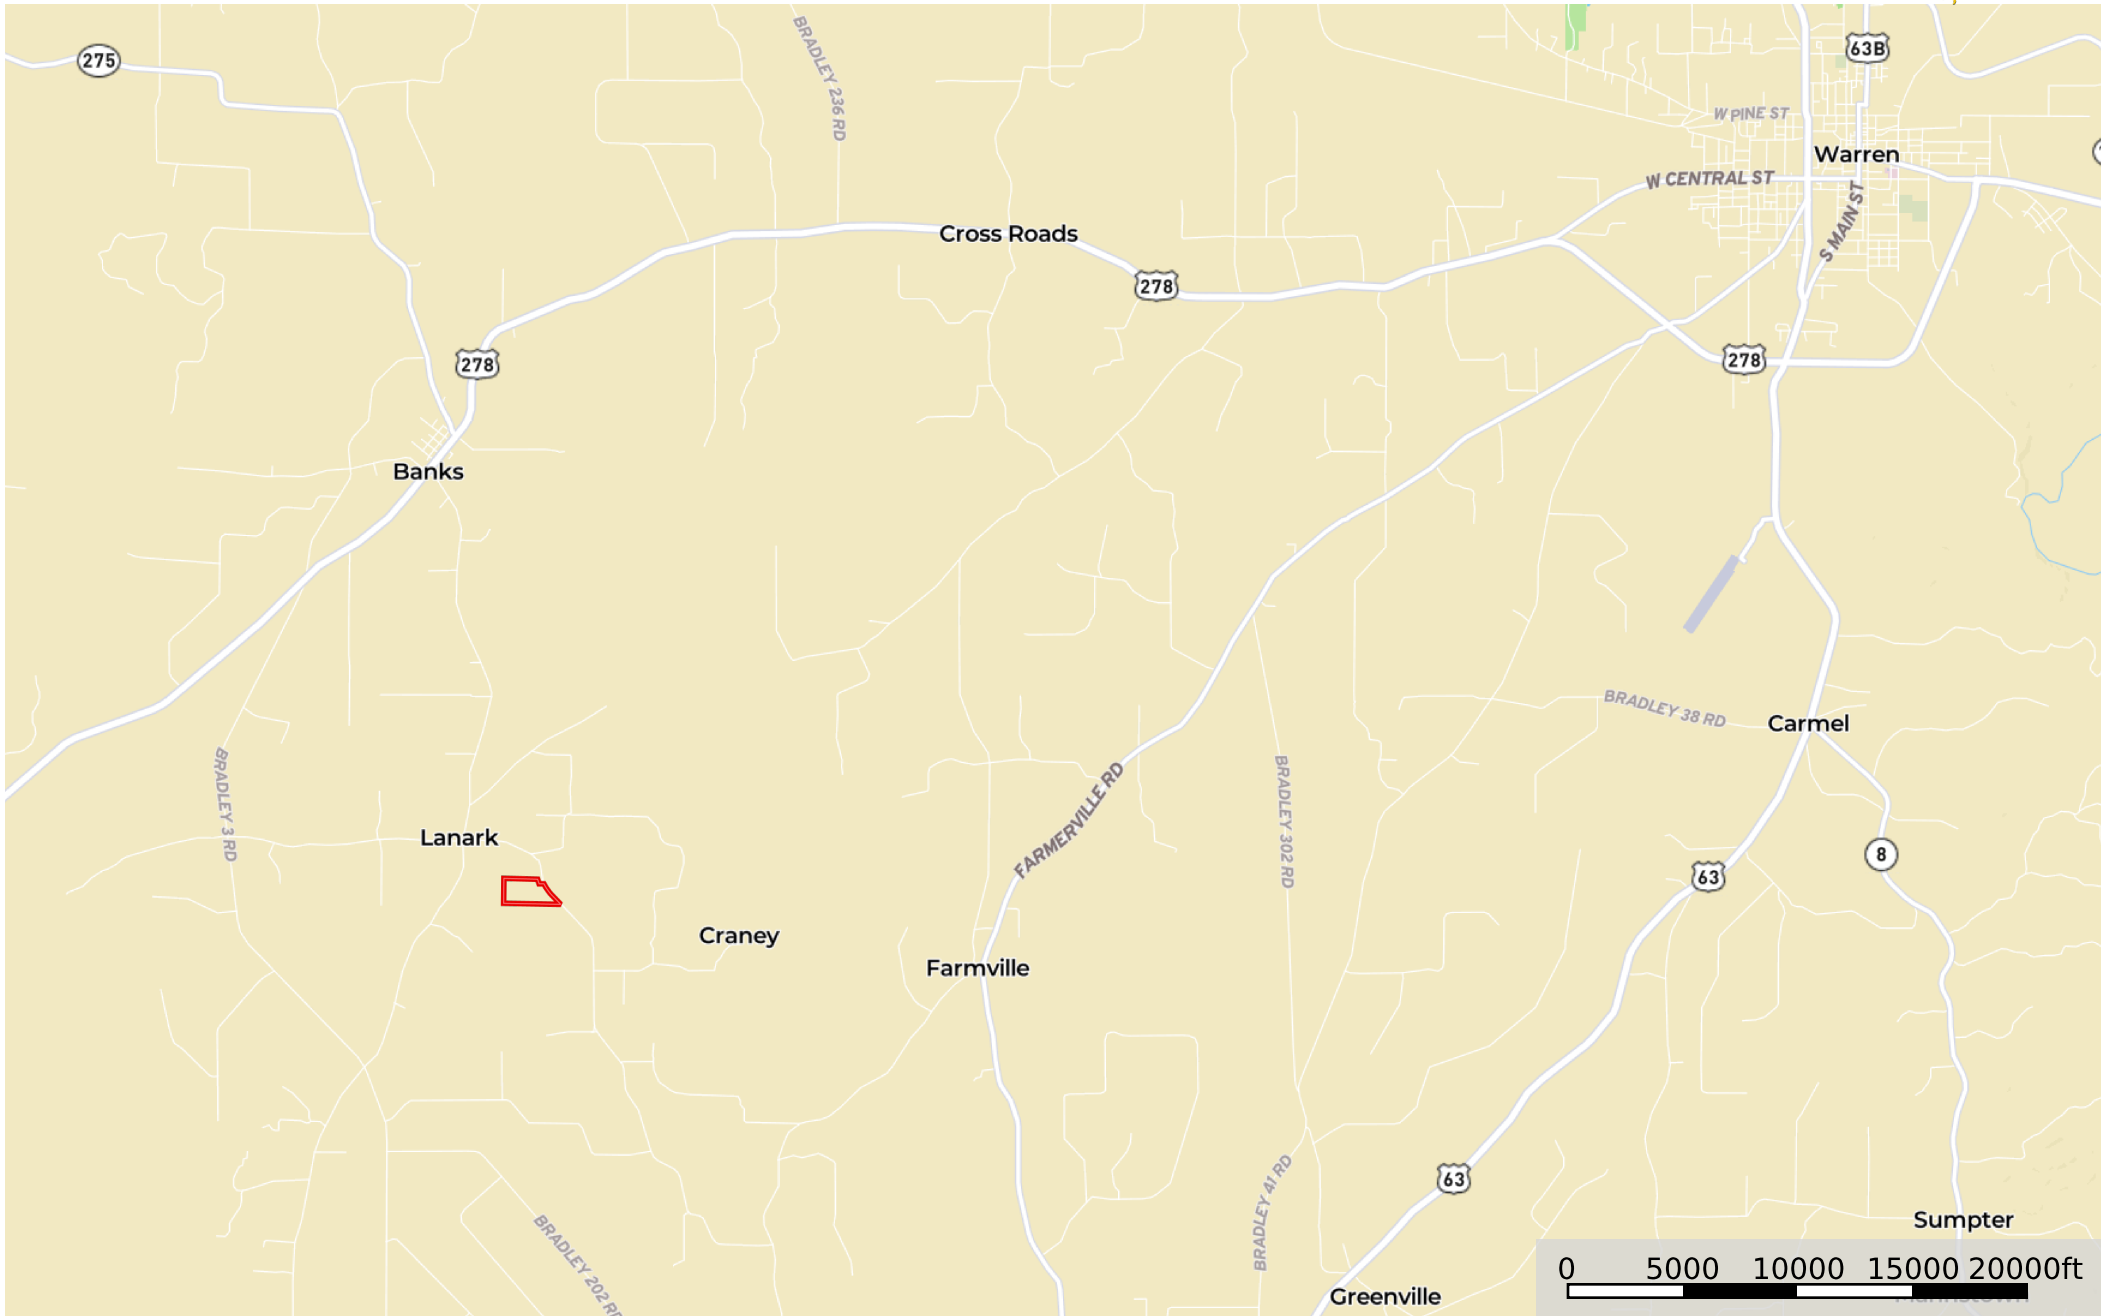 63B
275
BRADLEY 236 RD
W PINE ST
Warren
W CENTRAL ST
S MAIN ST
Cross Roads
278
278
278
Banks
BRADLEY 38 RD
Carmel
BRADLEY 3 RD
FARMERVILLE RD
BRADLEY 302 RD
Lanark
8
63
Craney
Farmville
BRADLEY 41 RD
63
BRADLEY 202 RD
Sumpter
0 5000 10000 15000 20000ft
Greenville